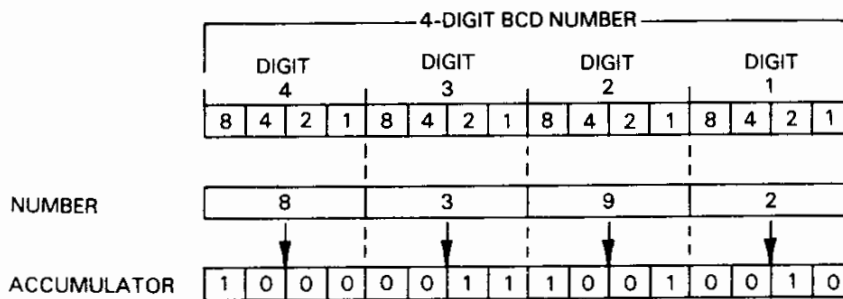 4-DIGIT BCD NUMBER
DIGIT 4 DIGIT 3 DIGIT 2 DIGIT 1
8 4 2 1 8 4 2 1 8 4 2 1 8 4 2 1
NUMBER 8 3 9 2
ACCUMULATOR 1 0 0 0 0 0 1 1 1 0 0 1 0 0 1 0